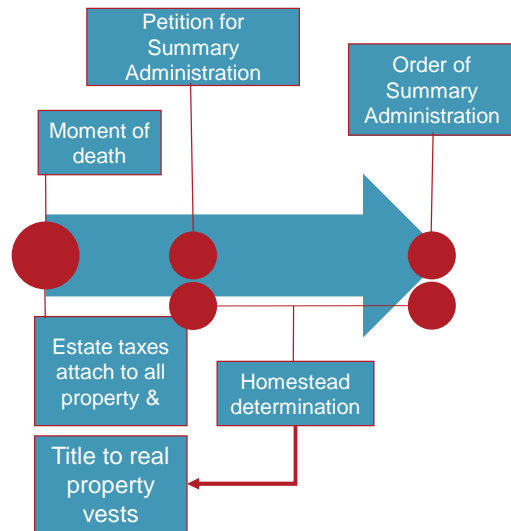 Petition for
Summary
Administration
Order of
Summary
Administration
Moment of
death
Estate taxes
attach to all
property &
Homestead
determination
Title to real
property
vests